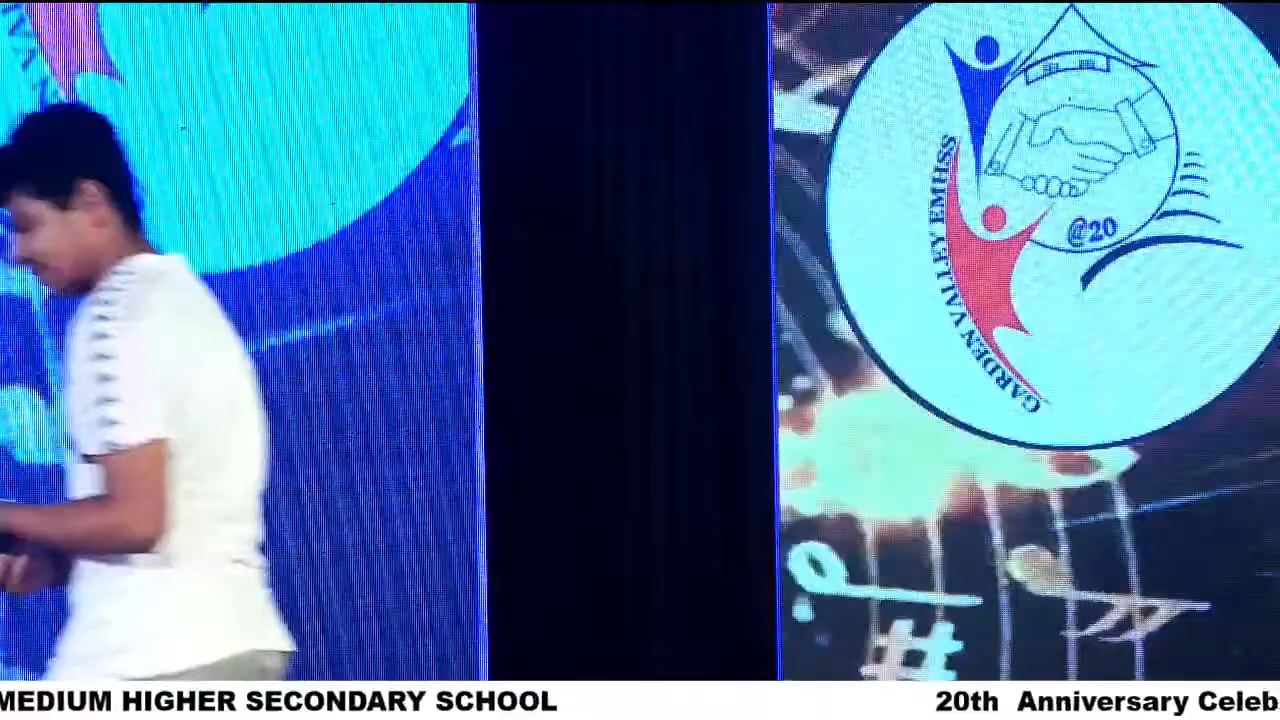 GARDEN VALLEY EMHSS
@20
MEDIUM HIGHER SECONDARY SCHOOL
20th Anniversary Celeb